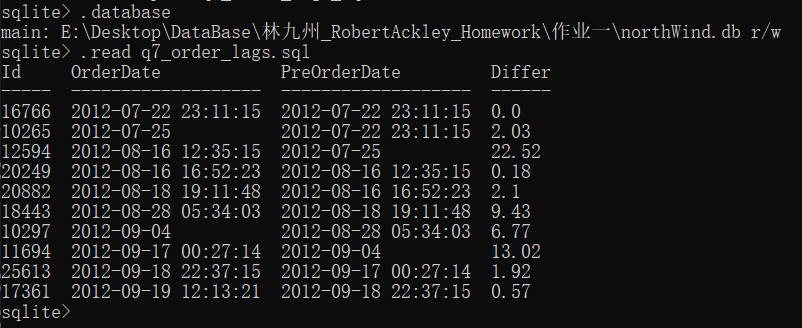 sqlite> .database
main: E:\Desktop\DataBase\林九州_RobertAckley_Homework\作业一\northWind.db r/w
sqlite> .read q7_order_lags.sql
Id     OrderDate            PreOrderDate         Differ
-----  -------------------  -------------------  ------
16766  2012-07-22 23:11:15  2012-07-22 23:11:15  0.0
10265  2012-07-25           2012-07-22 23:11:15  2.03
12594  2012-08-16 12:35:15  2012-07-25           22.52
20249  2012-08-16 16:52:23  2012-08-16 12:35:15  0.18
20882  2012-08-18 19:11:48  2012-08-16 16:52:23  2.1
18443  2012-08-28 05:34:03  2012-08-18 19:11:48  9.43
10297  2012-09-04           2012-08-28 05:34:03  6.77
11694  2012-09-17 00:27:14  2012-09-04           13.02
25613  2012-09-18 22:37:15  2012-09-17 00:27:14  1.92
17361  2012-09-19 12:13:21  2012-09-18 22:37:15  0.57
sqlite>